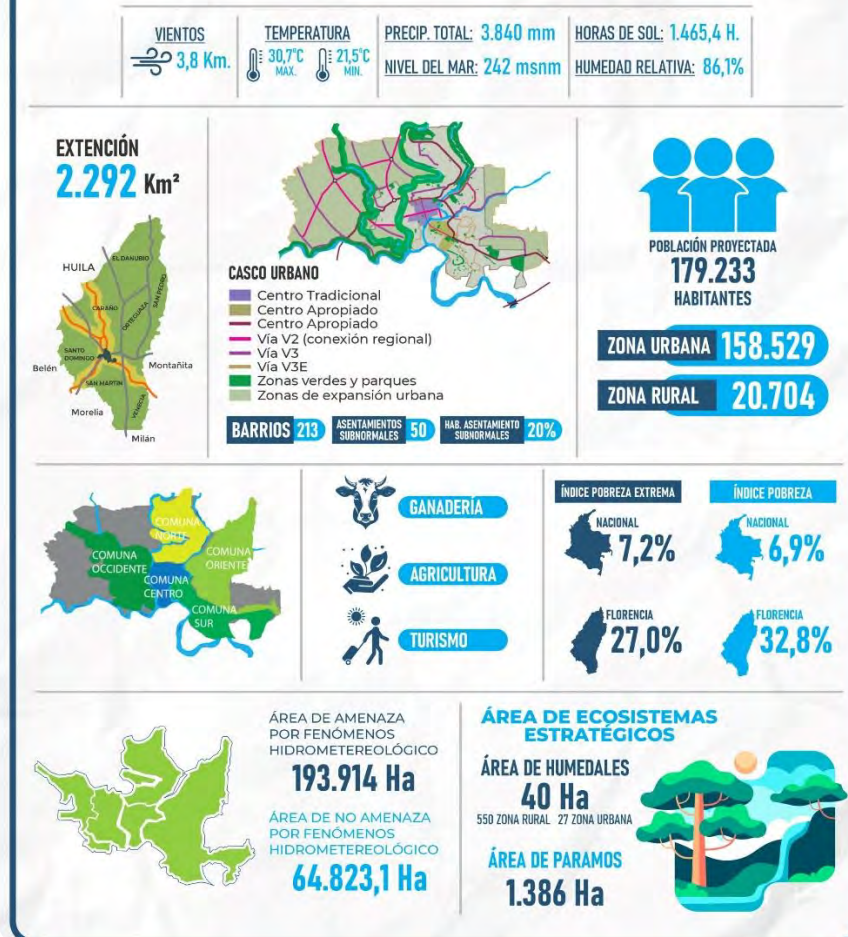 VIENTOS
3,8 Km.
TEMPERATURA
30,7°C
MAX.
21,5°C
MIN.
PRECIP. TOTAL: 3.840 mm
NIVEL DEL MAR: 242 msnm
HORAS DE SOL: 1.465,4 H.
HUMEDAD RELATIVA: 86,1%
EXTENCIÓN
2.292 Km²
HUILA
EL DANUBIO
SAN PEDRO
CARAÑO
ORTEGUAZA
SANTO
DOMINGO
Belén
Montañita
SAN MARTIN
VENECIA
Morelia
Milán
CASCO URBANO
Centro Tradicional
Centro Apropiado
Centro Apropiado
Vía V2 (conexión regional)
Vía V3
Vía V3E
Zonas verdes y parques
Zonas de expansión urbana
BARRIOS 213
ASENTAMIENTOS
SUBNORMALES 50
HAB. ASENTAMIENTO
SUBNORMALES 20%
POBLACIÓN PROYECTADA
179.233
HABITANTES
ZONA URBANA 158.529
ZONA RURAL 20.704
COMUNA
NORTE
COMUNA
OCCIDENTE
COMUNA
ORIENTE
COMUNA
CENTRO
COMUNA
SUR
GANADERÍA
AGRICULTURA
TURISMO
ÍNDICE POBREZA EXTREMA
NACIONAL
7,2%
FLORENCIA
27,0%
ÍNDICE POBREZA
NACIONAL
6,9%
FLORENCIA
32,8%
ÁREA DE AMENAZA
POR FENÓMENOS
HIDROMETEREOLÓGICO
193.914 Ha
ÁREA DE NO AMENAZA
POR FENÓMENOS
HIDROMETEREOLÓGICO
64.823,1 Ha
ÁREA DE ECOSISTEMAS
ESTRATÉGICOS
ÁREA DE HUMEDALES
40 Ha
550 ZONA RURAL 27 ZONA URBANA
ÁREA DE PARAMOS
1.386 Ha